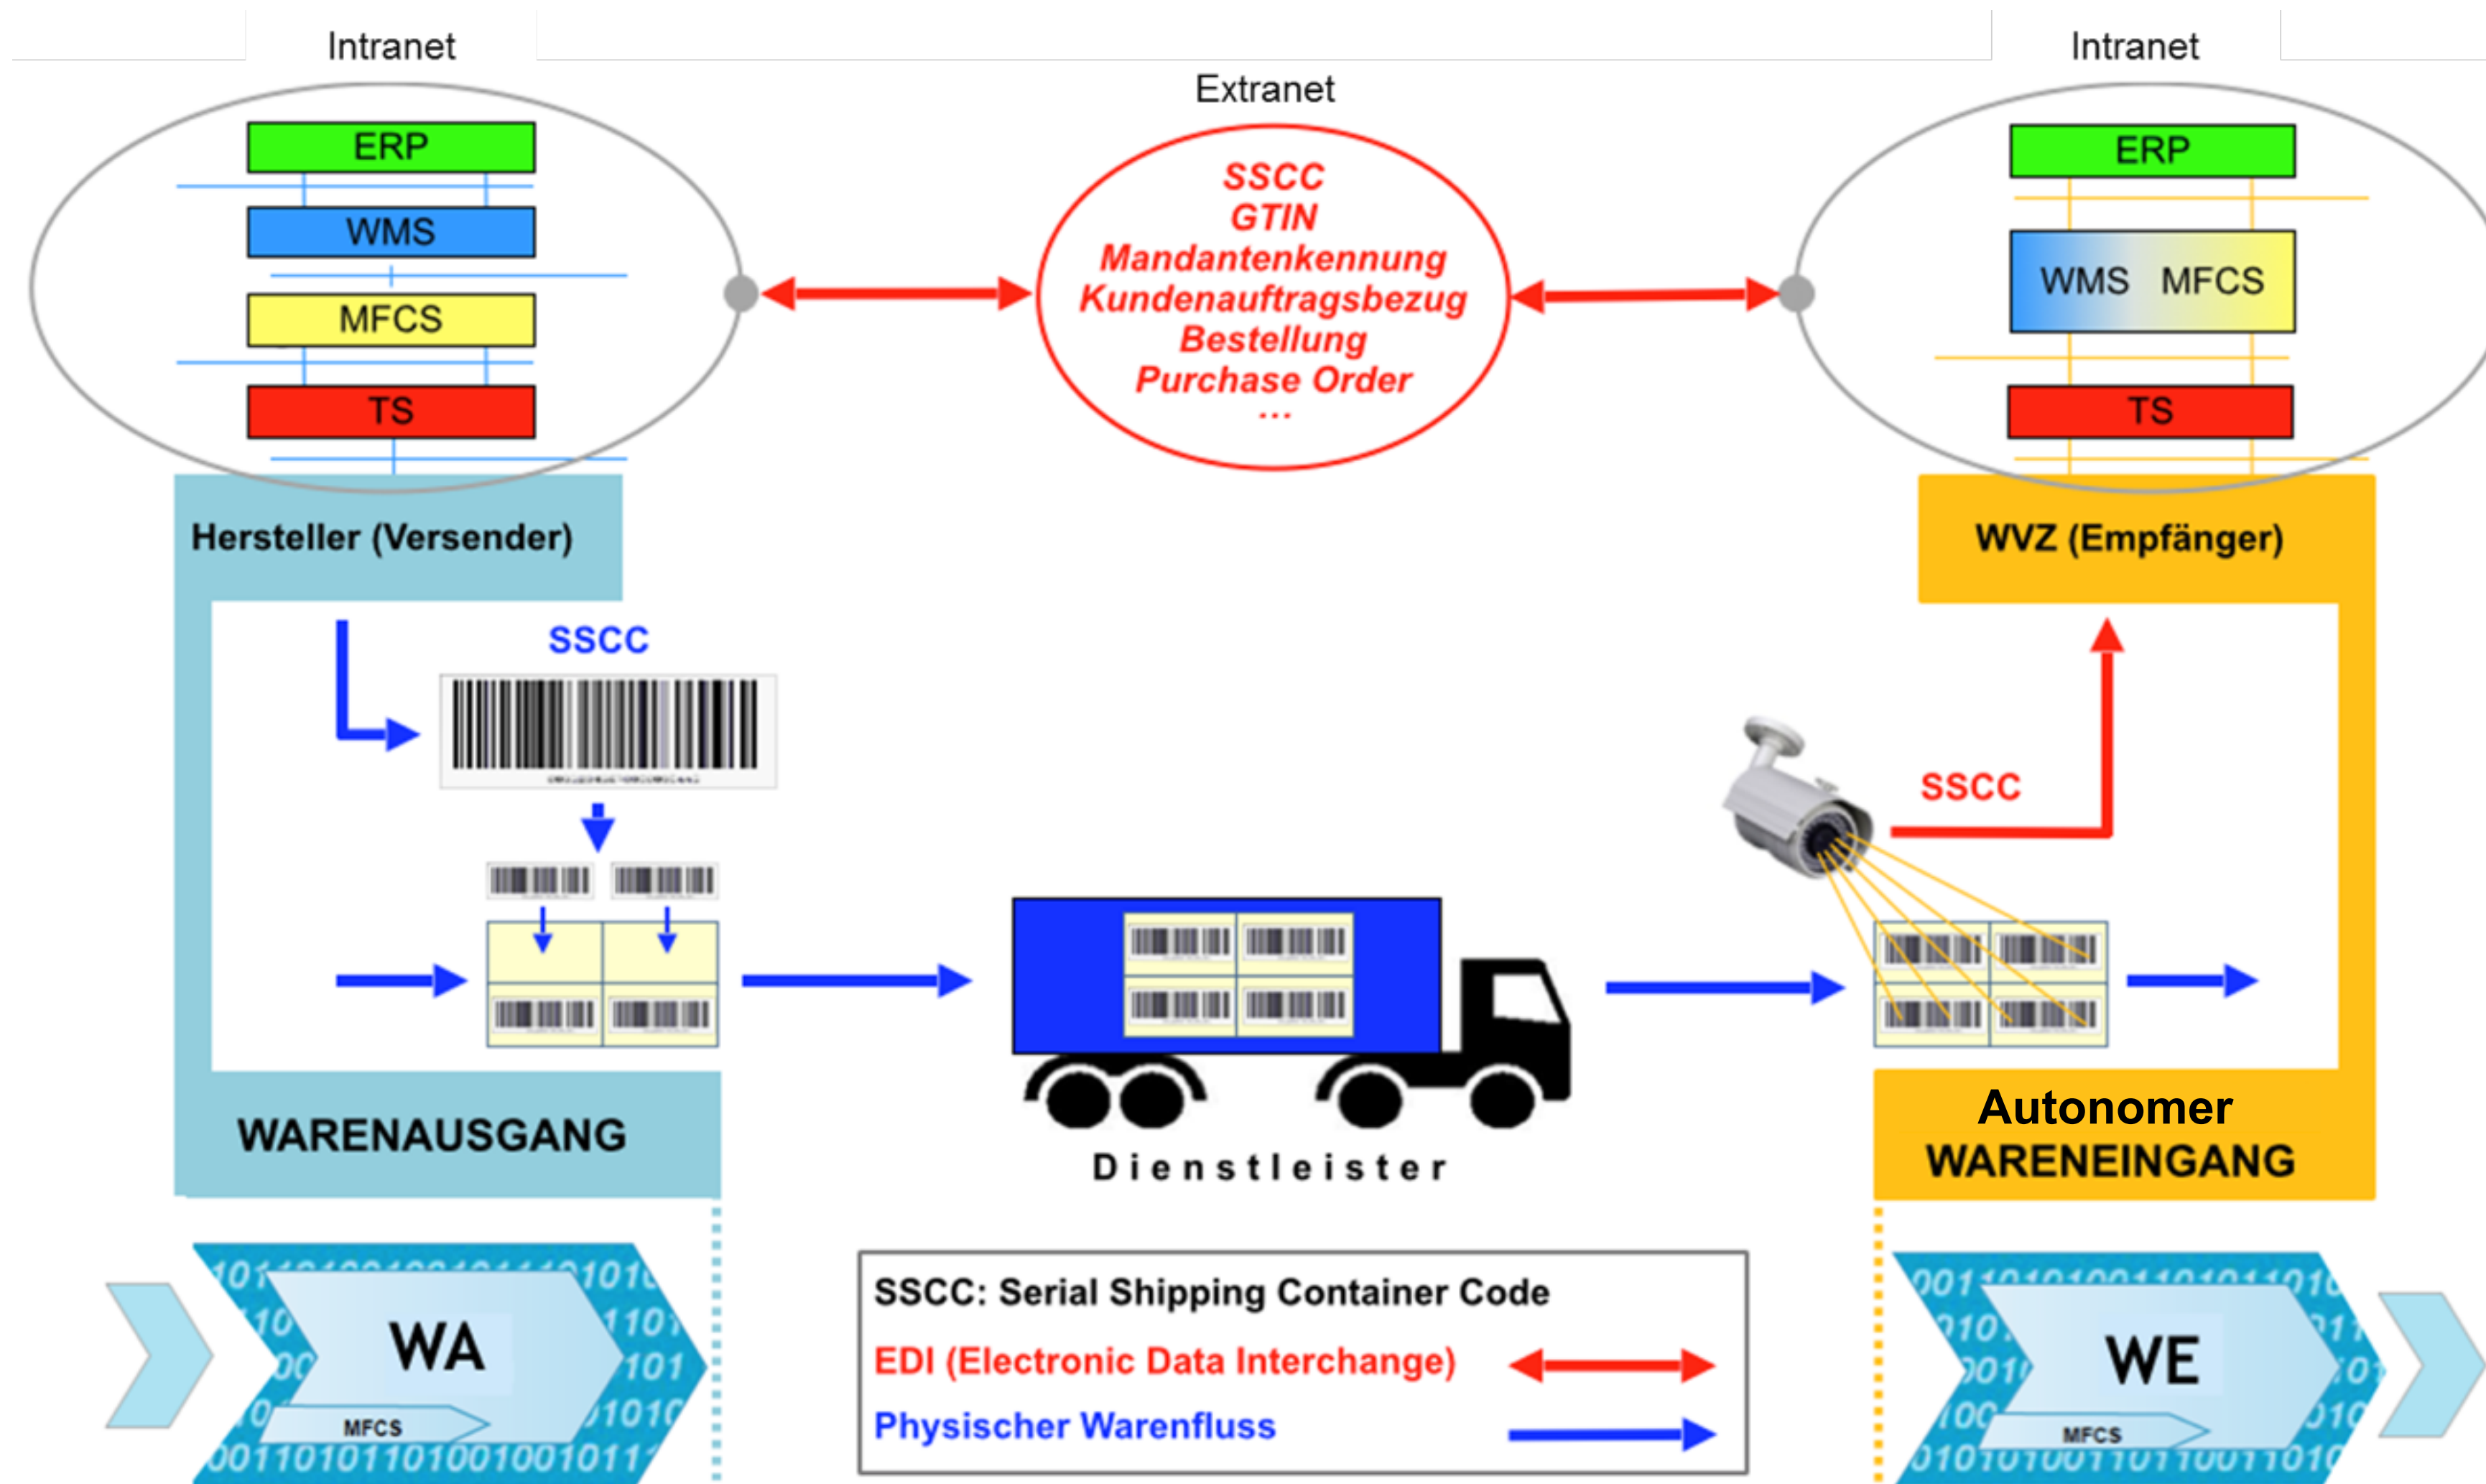 Intranet
Intranet
Extranet
ERP
WMS
MFCS
TS
SSCC
GTIN
Mandantenkennung
Kundenauftragsbezug
Bestellung
Purchase Order
...
ERP
WMS MFCS
TS
Hersteller (Versender)
WVZ (Empfänger)
SSCC
SSCC
WARENAUSGANG
Dienstleister
Autonomer
WARENEINGANG
WA
MFCS
SSCC: Serial Shipping Container Code
EDI (Electronic Data Interchange)
Physischer Warenfluss
WE
MFCS